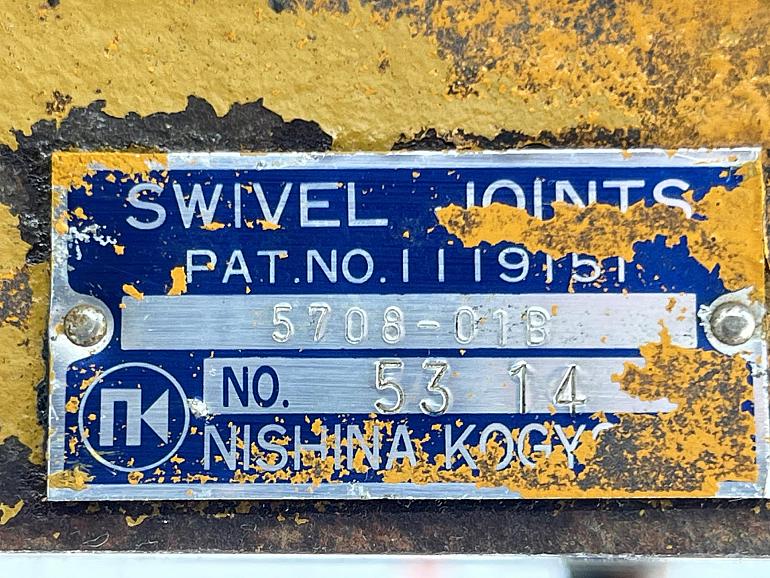 SWIVEL JOINTS
PAT.NO.1119151
5708-01B
NO. 53 14
NISHINA KOGYO